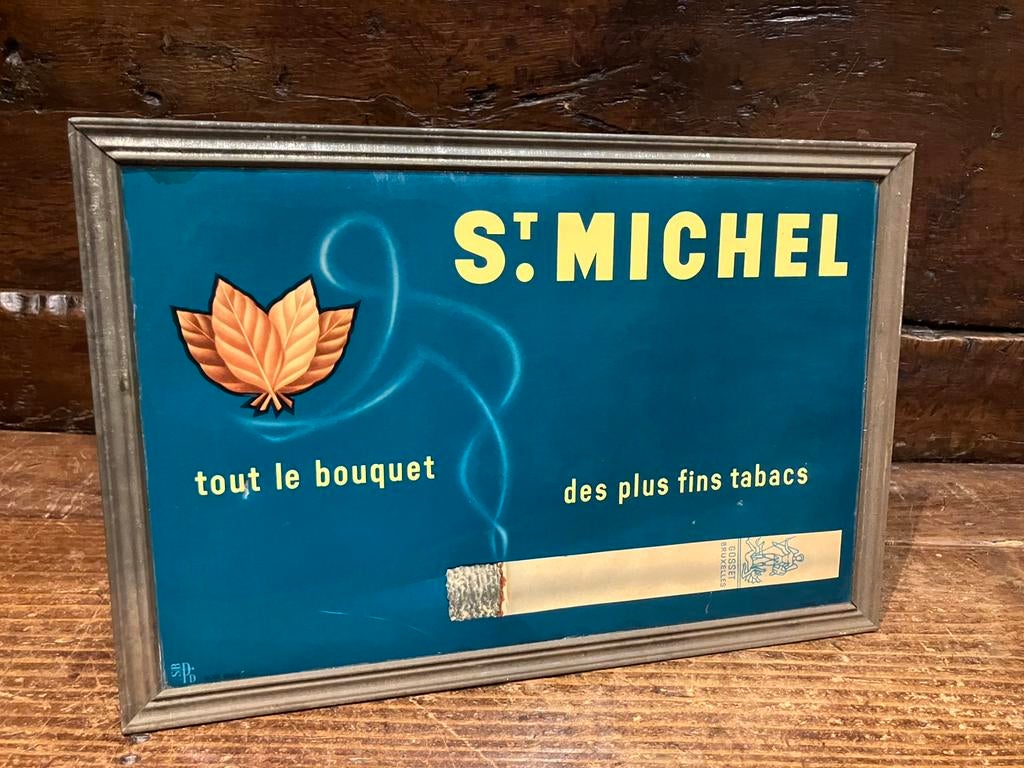 ST. MICHEL
tout le bouquet
des plus fins tabacs
GOSSET
BRUXELLES